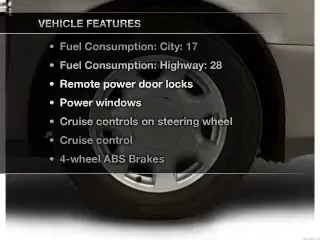 VEHICLE FEATURES
• Fuel Consumption: City: 17
• Fuel Consumption: Highway: 28
• Remote power door locks
• Power windows
• Cruise controls on steering wheel
• Cruise control
• 4-wheel ABS Brakes